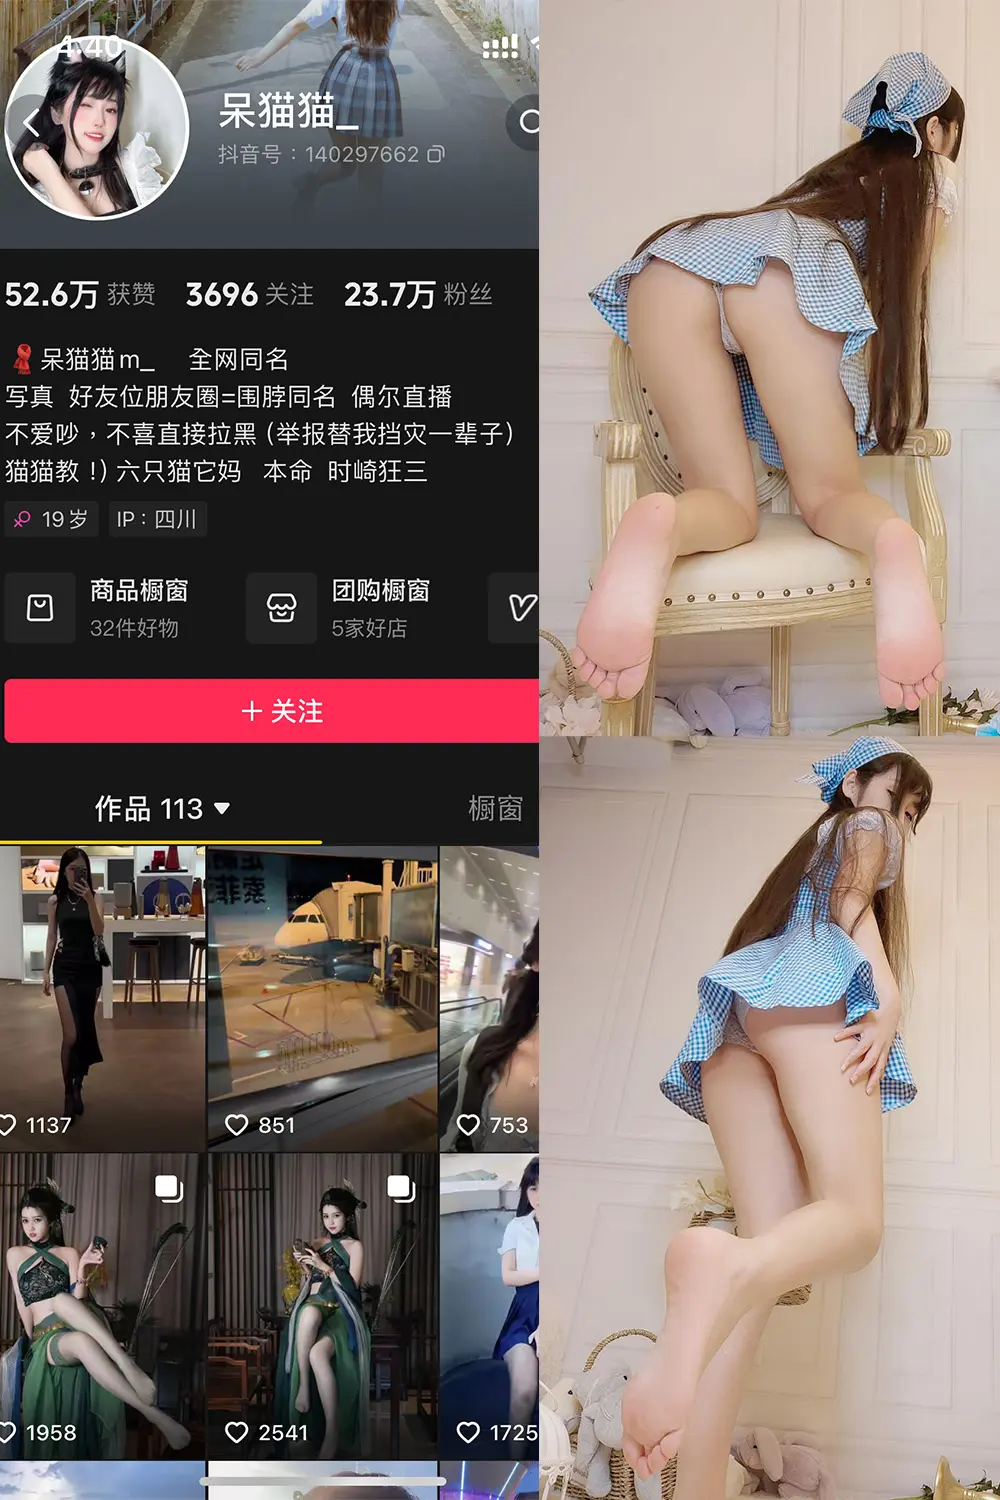 4:40
呆猫猫_
抖音号：140297662
52.6万 获赞 3696 关注 23.7万 粉丝
呆猫猫m_ 全网同名
写真 好友位朋友圈=围脖同名 偶尔直播
不爱吵，不喜直接拉黑 (举报替我挡灾一辈子)
猫猫教 !) 六只猫它妈 本命 时崎狂三
19岁 IP：四川
商品橱窗 团购橱窗
32件好物 5家好店
+ 关注
作品 113 橱窗
1137 851 753
1958 2541 1725